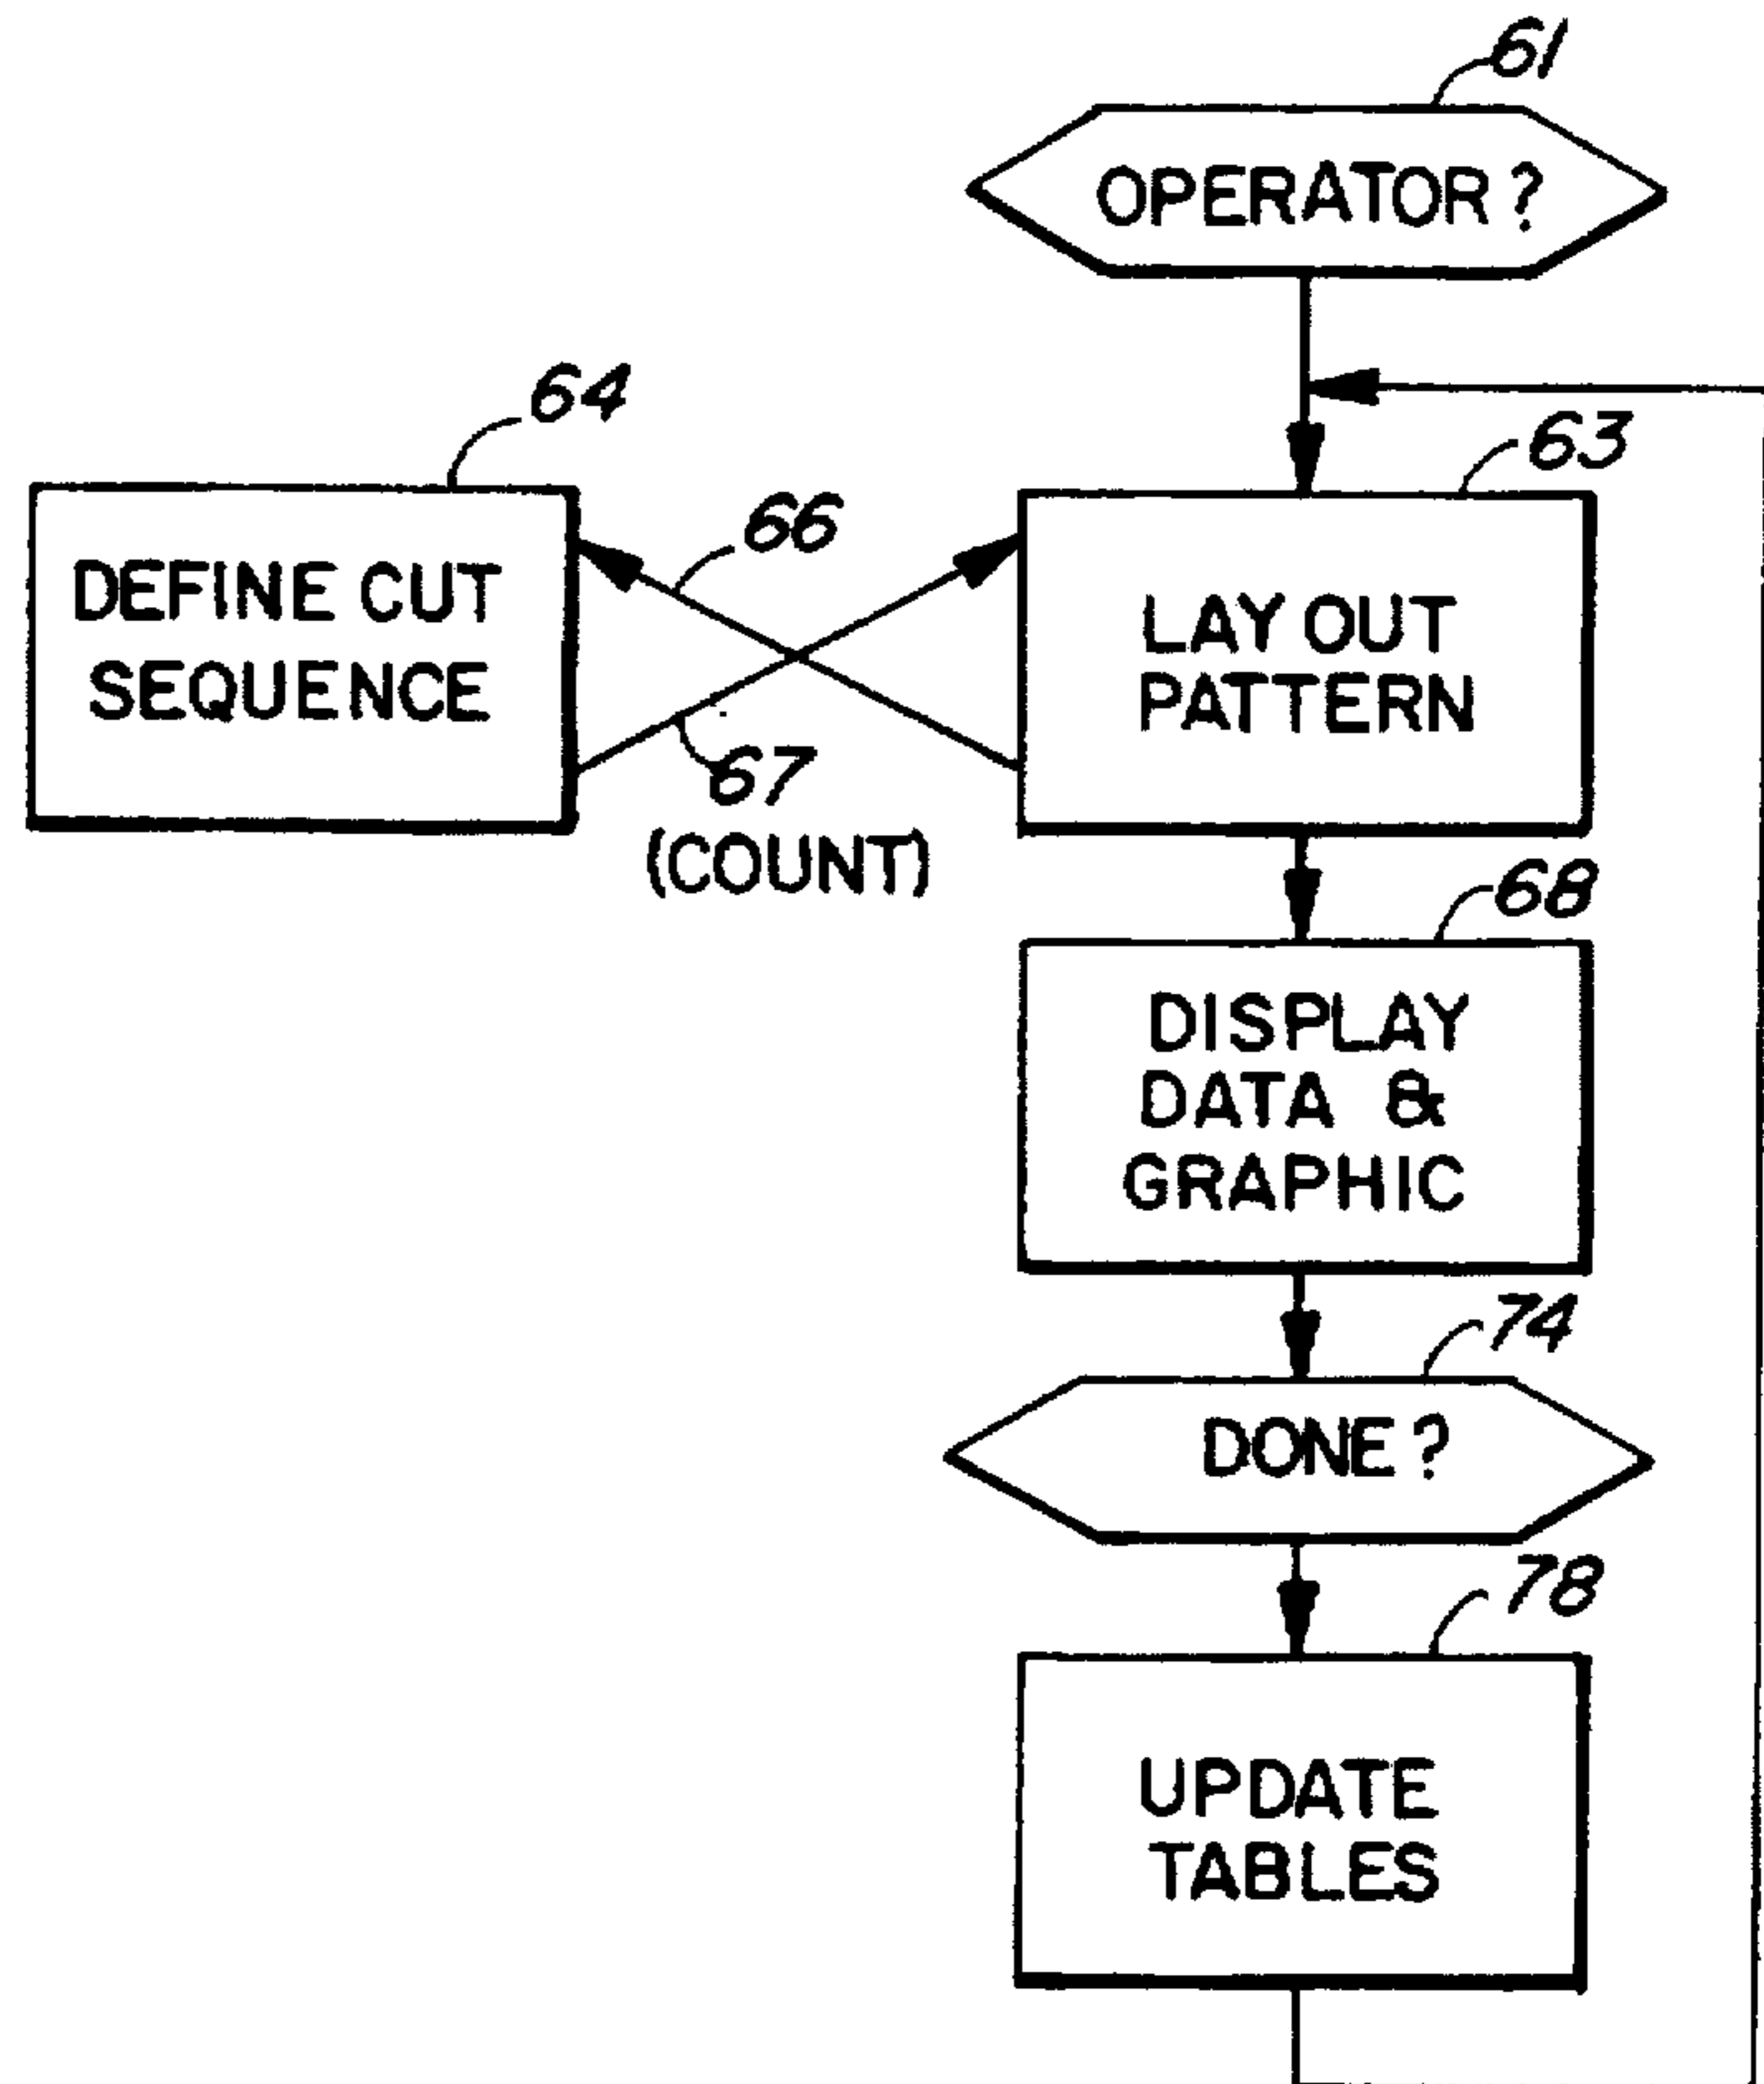 61
OPERATOR ?
64
63
66
DEFINE CUT
SEQUENCE
LAY OUT
PATTERN
67
(COUNT)
68
DISPLAY
DATA &
GRAPHIC
74
DONE ?
78
UPDATE
TABLES